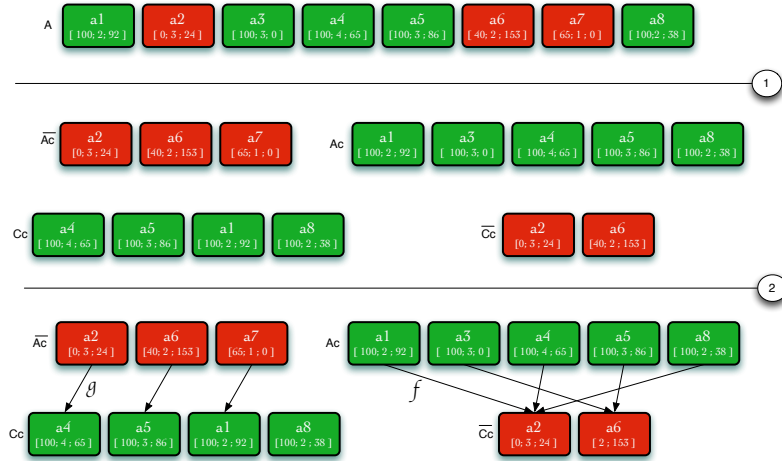 A a1 a2 a3 a4 a5 a6 a7 a8
[ 100; 2; 92] [ 0; 3 ; 24] [100; 3; 0] [ 100; 4 ; 65] [100; 3 ; 86] [40; 2 ; 153] [ 65; 1 ; 0] [ 100;2 ; 38]
1
Ac a2 a6 a7 Ac a1 a3 a4 a5 a8
[0; 3 ; 24] [40; 2 ; 153] [ 65; 1 ; 0] [ 100; 2 ; 92] [ 100; 3; 0] [ 100; 4 ; 65] [ 100; 3 ; 86] [ 100; 2 ; 38]
Cc a4 a5 a1 a8 Cc a2 a6
[ 100; 4 ; 65] [ 100; 3 ; 86] [100; 2 ; 92] [ 100; 2 ; 38] [0; 3 ; 24] [40; 2 ; 153]
2
Ac a2 a6 a7 Ac a1 a3 a4 a5 a8
[0; 3 ; 24] [40; 2 ; 153] [65; 1 ; 0] [100; 2 ; 92] [ 100; 3; 0] [100; 4 ; 65] [ 100; 3 ; 86] [100; 2 ; 38]
g f
Cc a4 a5 a1 a8 Cc a2 a6
[100; 4 ; 65] [100; 3 ; 86] [ 100; 2 ; 92] [100; 2 ; 38] [0; 3 ; 24] [ 2 ; 153]